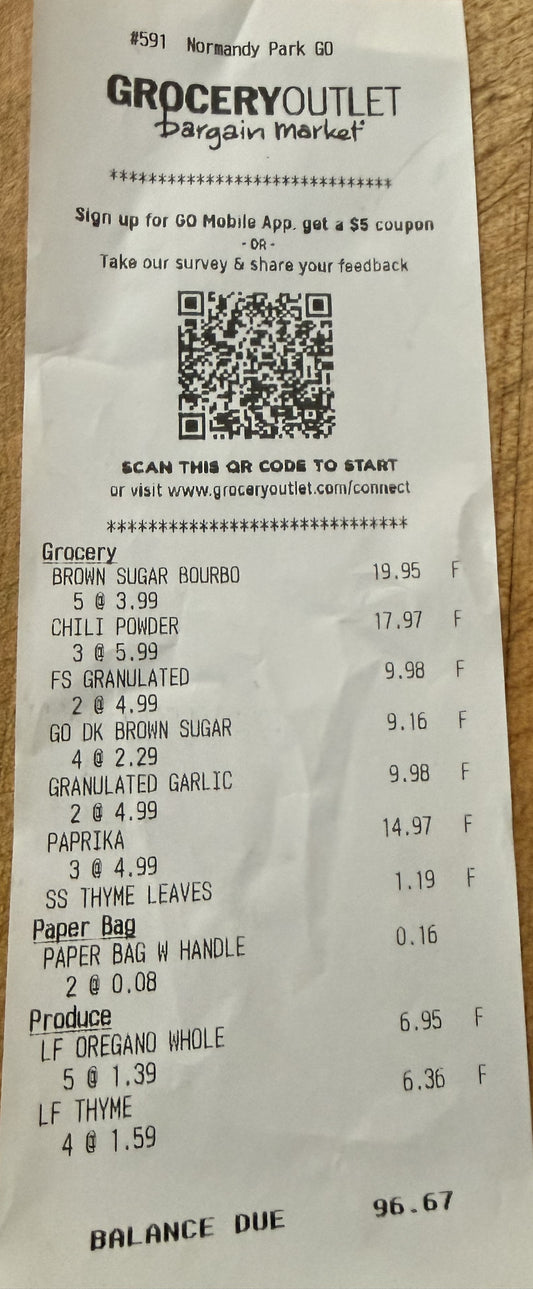 #591 Normandy Park GO
GROCERYOUTLET
bargain market
******************************
Sign up for GO Mobile App. get a $5 coupon
- OR -
Take our survey & share your feedback
SCAN THIS QR CODE TO START
or visit www.groceryoutlet.com/connect
******************************
Grocery
BROWN SUGAR BOURBO 19.95 F
5 @ 3.99
CHILI POWDER 17.97 F
3 @ 5.99
FS GRANULATED 9.98 F
2 @ 4.99
GO DK BROWN SUGAR 9.16 F
4 @ 2.29
GRANULATED GARLIC 9.98 F
2 @ 4.99
PAPRIKA 14.97 F
3 @ 4.99
SS THYME LEAVES 1.19 F
Paper Bag
PAPER BAG W HANDLE 0.16
2 @ 0.08
Produce
LF OREGANO WHOLE 6.95 F
5 @ 1.39
LF THYME 6.36 F
4 @ 1.59
BALANCE DUE 96.67